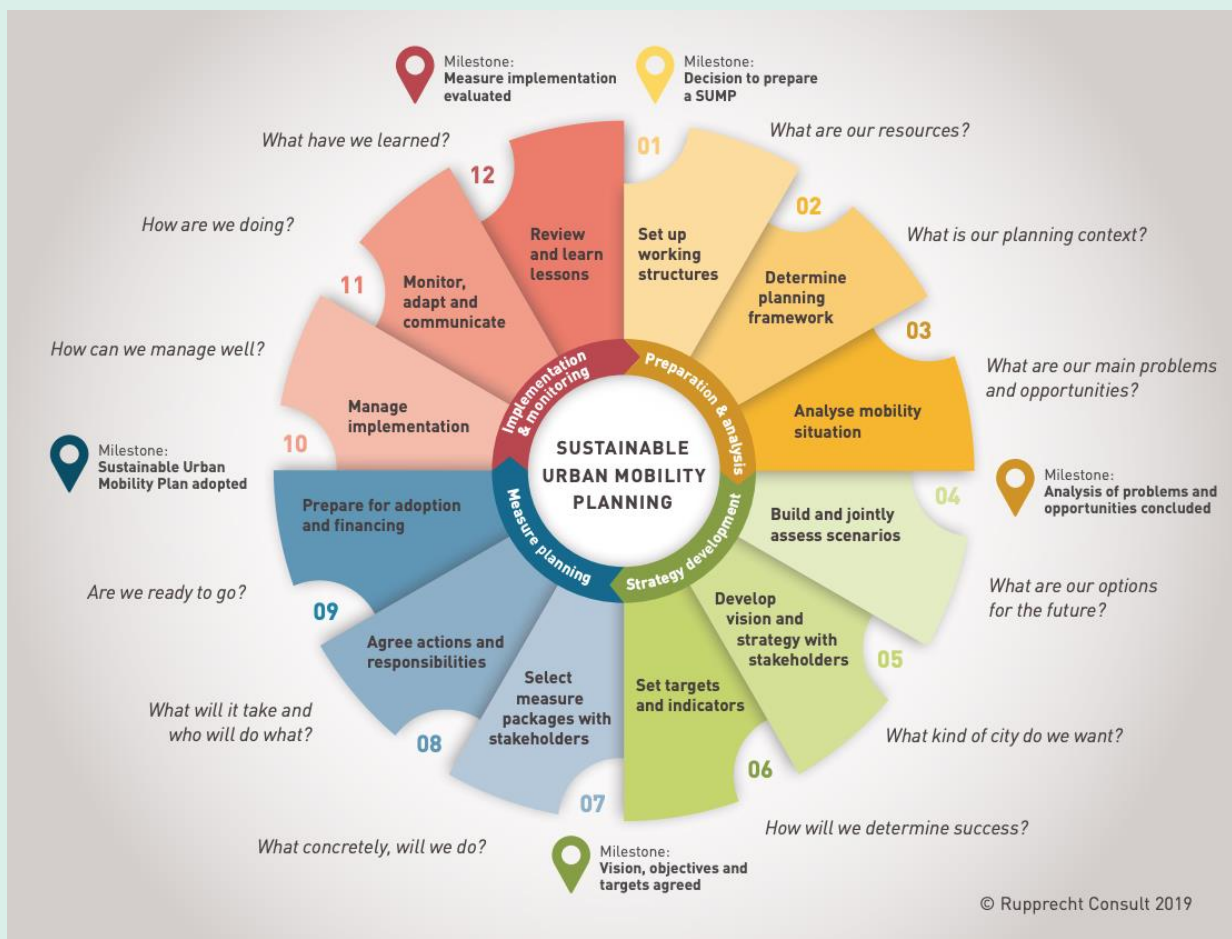 Milestone:
Measure implementation
evaluated
Milestone:
Decision to prepare
a SUMP
What are our resources?
01
Set up
working
structures
What is our planning context?
02
Determine
planning
framework
What are our main problems
and opportunities?
03
Analyse mobility
situation
Milestone:
Analysis of problems and
opportunities concluded
04
Build and jointly
assess scenarios
What are our options
for the future?
05
Develop
vision and
strategy with
stakeholders
What kind of city do we want?
06
Set targets
and indicators
How will we determine success?
Milestone:
Vision, objectives and
targets agreed
07
Select
measure
packages with
stakeholders
What concretely, will we do?
08
Agree actions and
responsibilities
What will it take and
who will do what?
09
Prepare for adoption
and financing
Are we ready to go?
Milestone:
Sustainable Urban
Mobility Plan adopted
10
Manage
implementation
How can we manage well?
11
Monitor,
adapt and
communicate
How are we doing?
12
Review
and learn
lessons
What have we learned?
Preparation & analysis
Strategy development
Measure planning
Implementation
& monitoring
SUSTAINABLE
URBAN MOBILITY
PLANNING
© Rupprecht Consult 2019